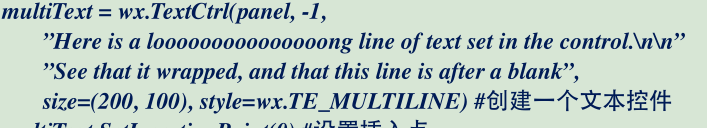 multiText = wx.TextCtrl(panel, -1,
”Here is a looooooooooooooong line of text set in the control.\n\n”
”See that it wrapped, and that this line is after a blank”,
size=(200, 100), style=wx.TE_MULTILINE) #创建一个文本控件
multiText.SetInsertionPoint(0) #设置插入点